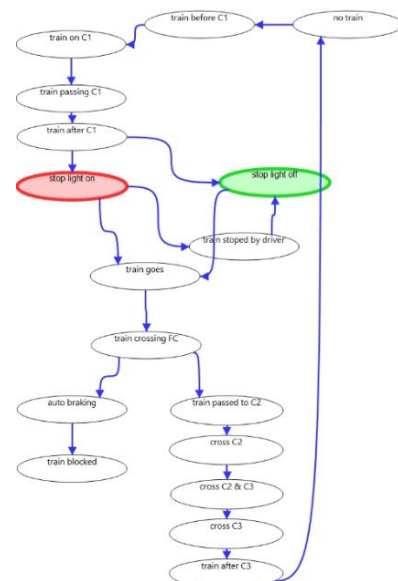 no train
train before C1
train on C1
train passing C1
train after C1
stop light on
stop light off
train stoped by driver
train goes
train crossing FC
auto braking
train passed to C2
train blocked
cross C2
cross C2 & C3
cross C3
train after C3